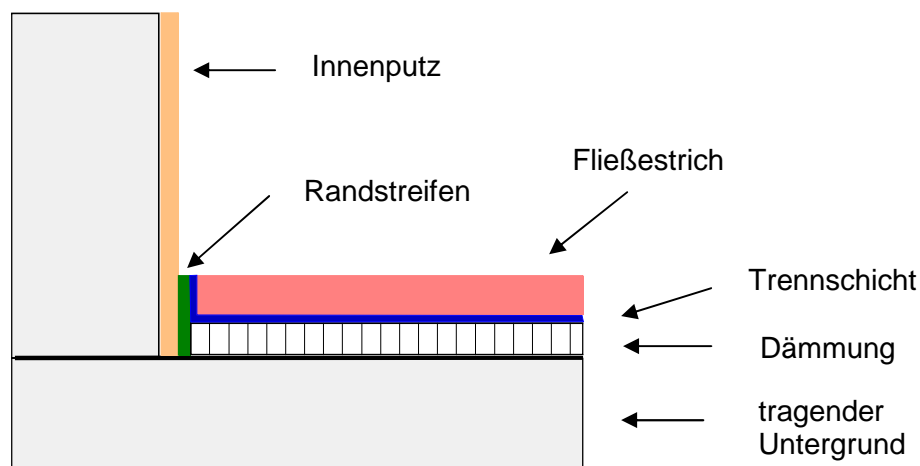 Innenputz
Fließestrich
Randstreifen
Trennschicht
Dämmung
tragender
Untergrund